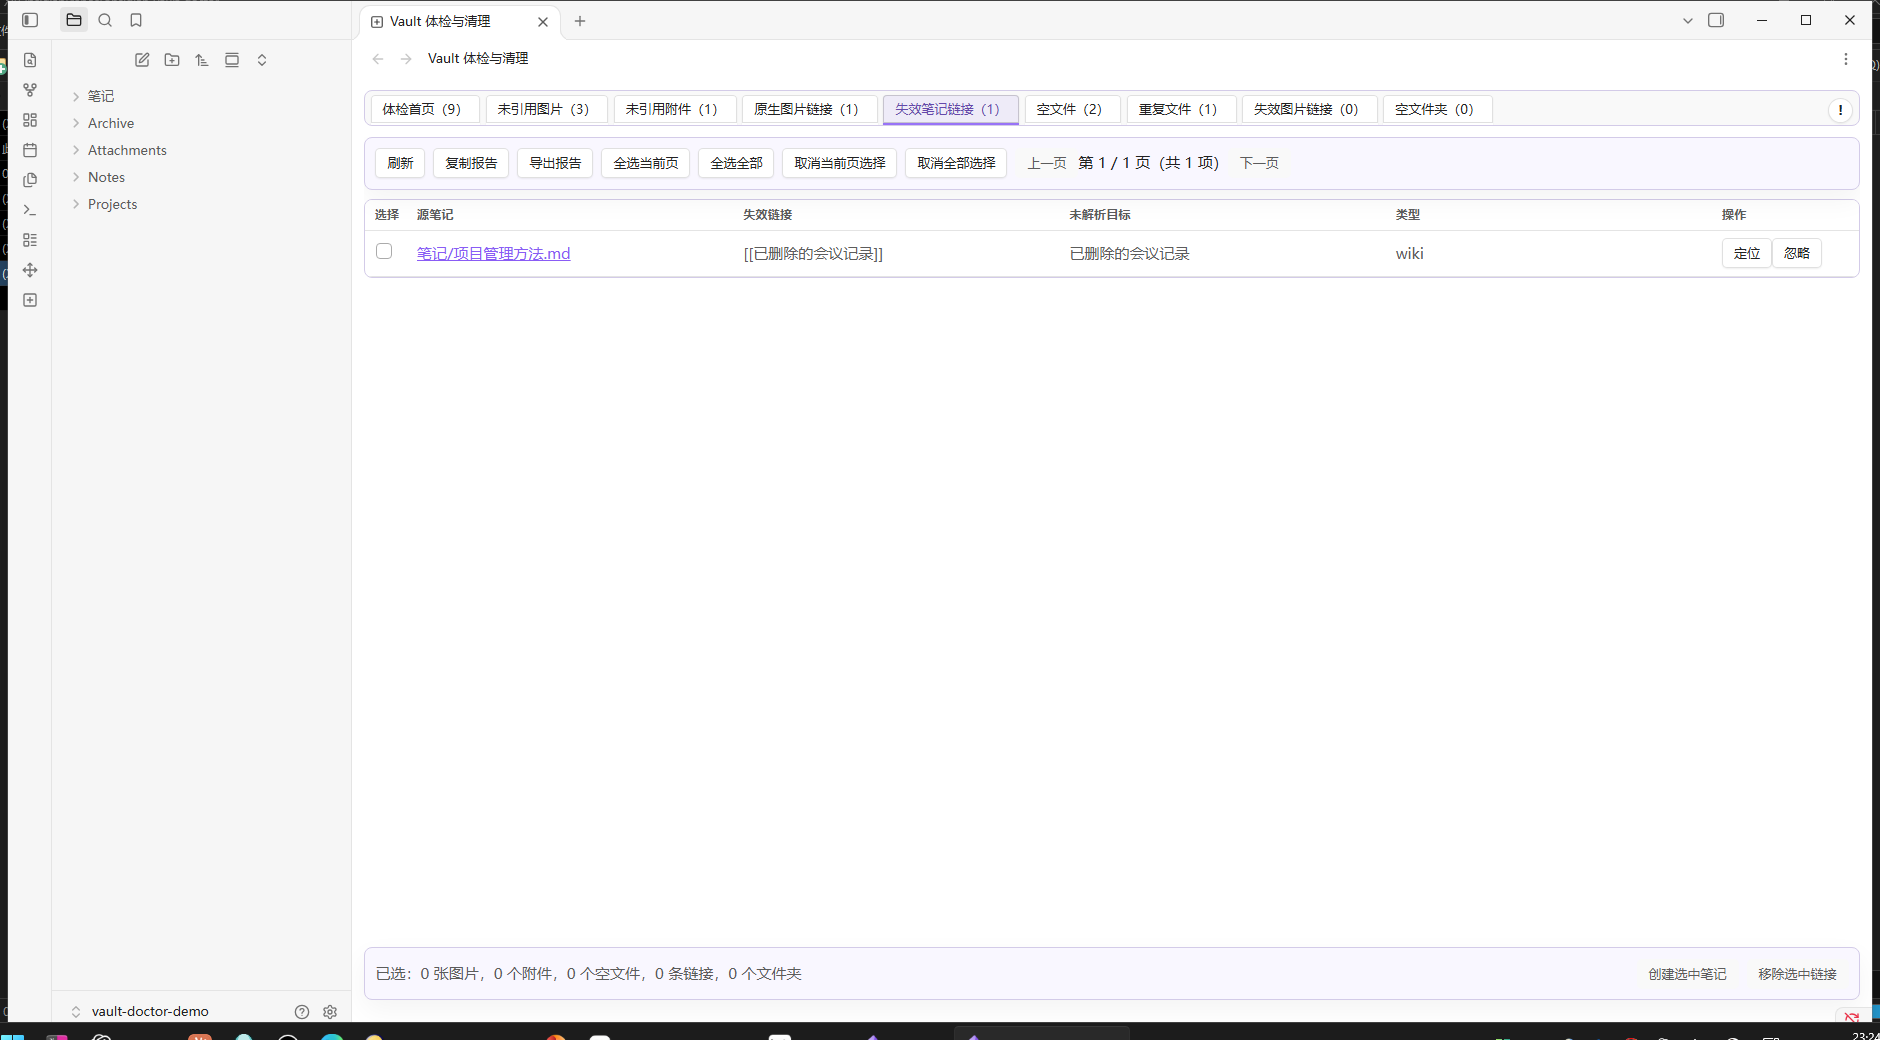 Vault 体检与清理
Vault 体检与清理
笔记
Archive
Attachments
Notes
Projects
体检首页（9） 未引用图片（3） 未引用附件（1） 原生图片链接（1） 失效笔记链接（1） 空文件（2） 重复文件（1） 失效图片链接（0） 空文件夹（0） !
刷新 复制报告 导出报告 全选当前页 全选全部 取消当前页选择 取消全部选择 上一页 第 1 / 1 页（共 1 项） 下一页
选择 源笔记 失效链接 未解析目标 类型 操作
笔记/项目管理方法.md [[已删除的会议记录]] 已删除的会议记录 wiki 定位 忽略
已选：0 张图片，0 个附件，0 个空文件，0 条链接，0 个文件夹 创建选中笔记 移除选中链接
vault-doctor-demo